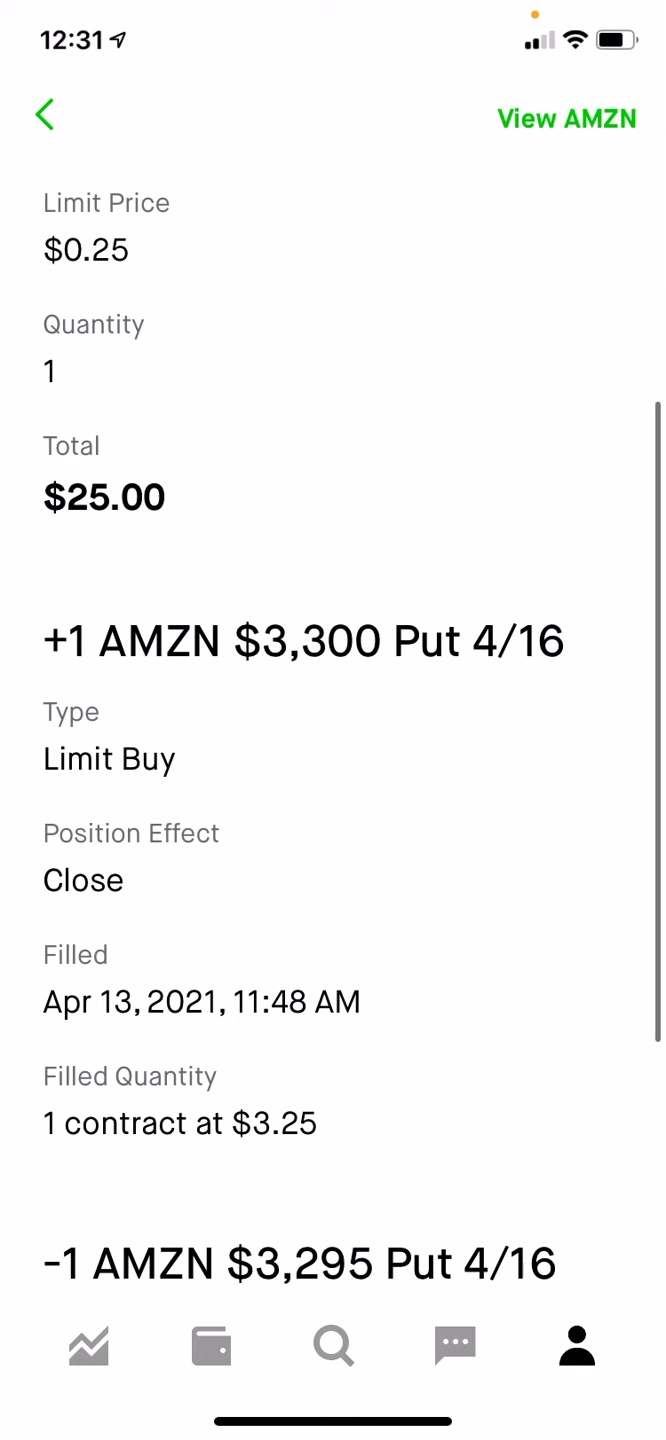 12:31
View AMZN
Limit Price
$0.25
Quantity
1
Total
$25.00
+1 AMZN $3,300 Put 4/16
Type
Limit Buy
Position Effect
Close
Filled
Apr 13, 2021, 11:48 AM
Filled Quantity
1 contract at $3.25
-1 AMZN $3,295 Put 4/16